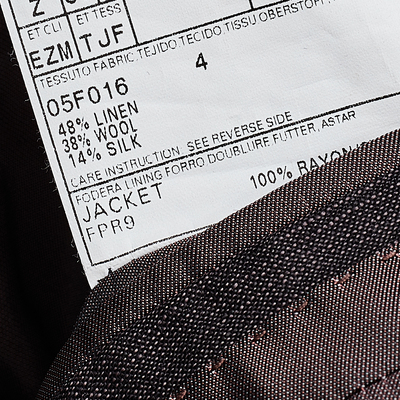 Z
ET CLI ET TESS
EZM TJF
TESSUTO FABRIC TEJIDO TECIDO TISSU OBERSTOFF
4
05F016
48% LINEN
38% WOOL
14% SILK
CARE INSTRUCTION SEE REVERSE SIDE
FODERA LINING FORRO DOUBLURE FUTTER, ASTAR
JACKET 100% RAYON
FPR9